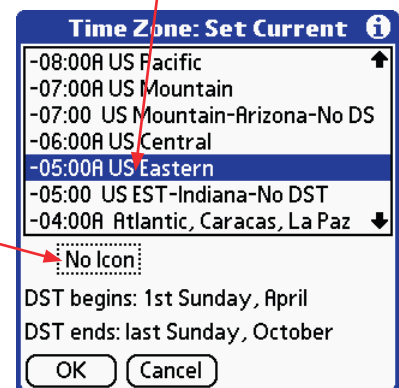 Time Zone: Set Current i
-08:00A US Pacific
-07:00A US Mountain
-07:00 US Mountain-Arizona-No DS
-06:00A US Central
-05:00A US Eastern
-05:00 US EST-Indiana-No DST
-04:00A Atlantic, Caracas, La Paz
No Icon
DST begins: 1st Sunday, April
DST ends: last Sunday, October
OK Cancel